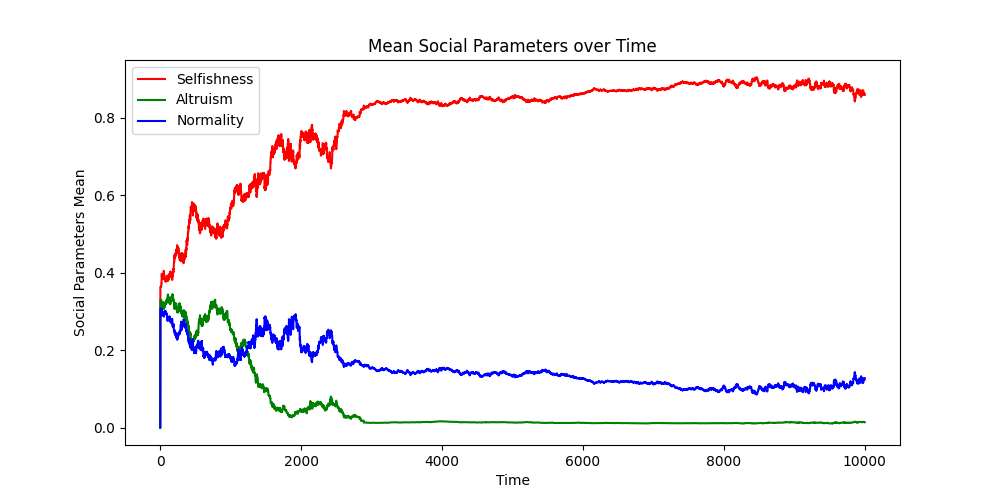 Mean Social Parameters over Time
Selfishness
Altruism
Normality
Social Parameters Mean
0.8
0.6
0.4
0.2
0.0
0 2000 4000 6000 8000 10000
Time